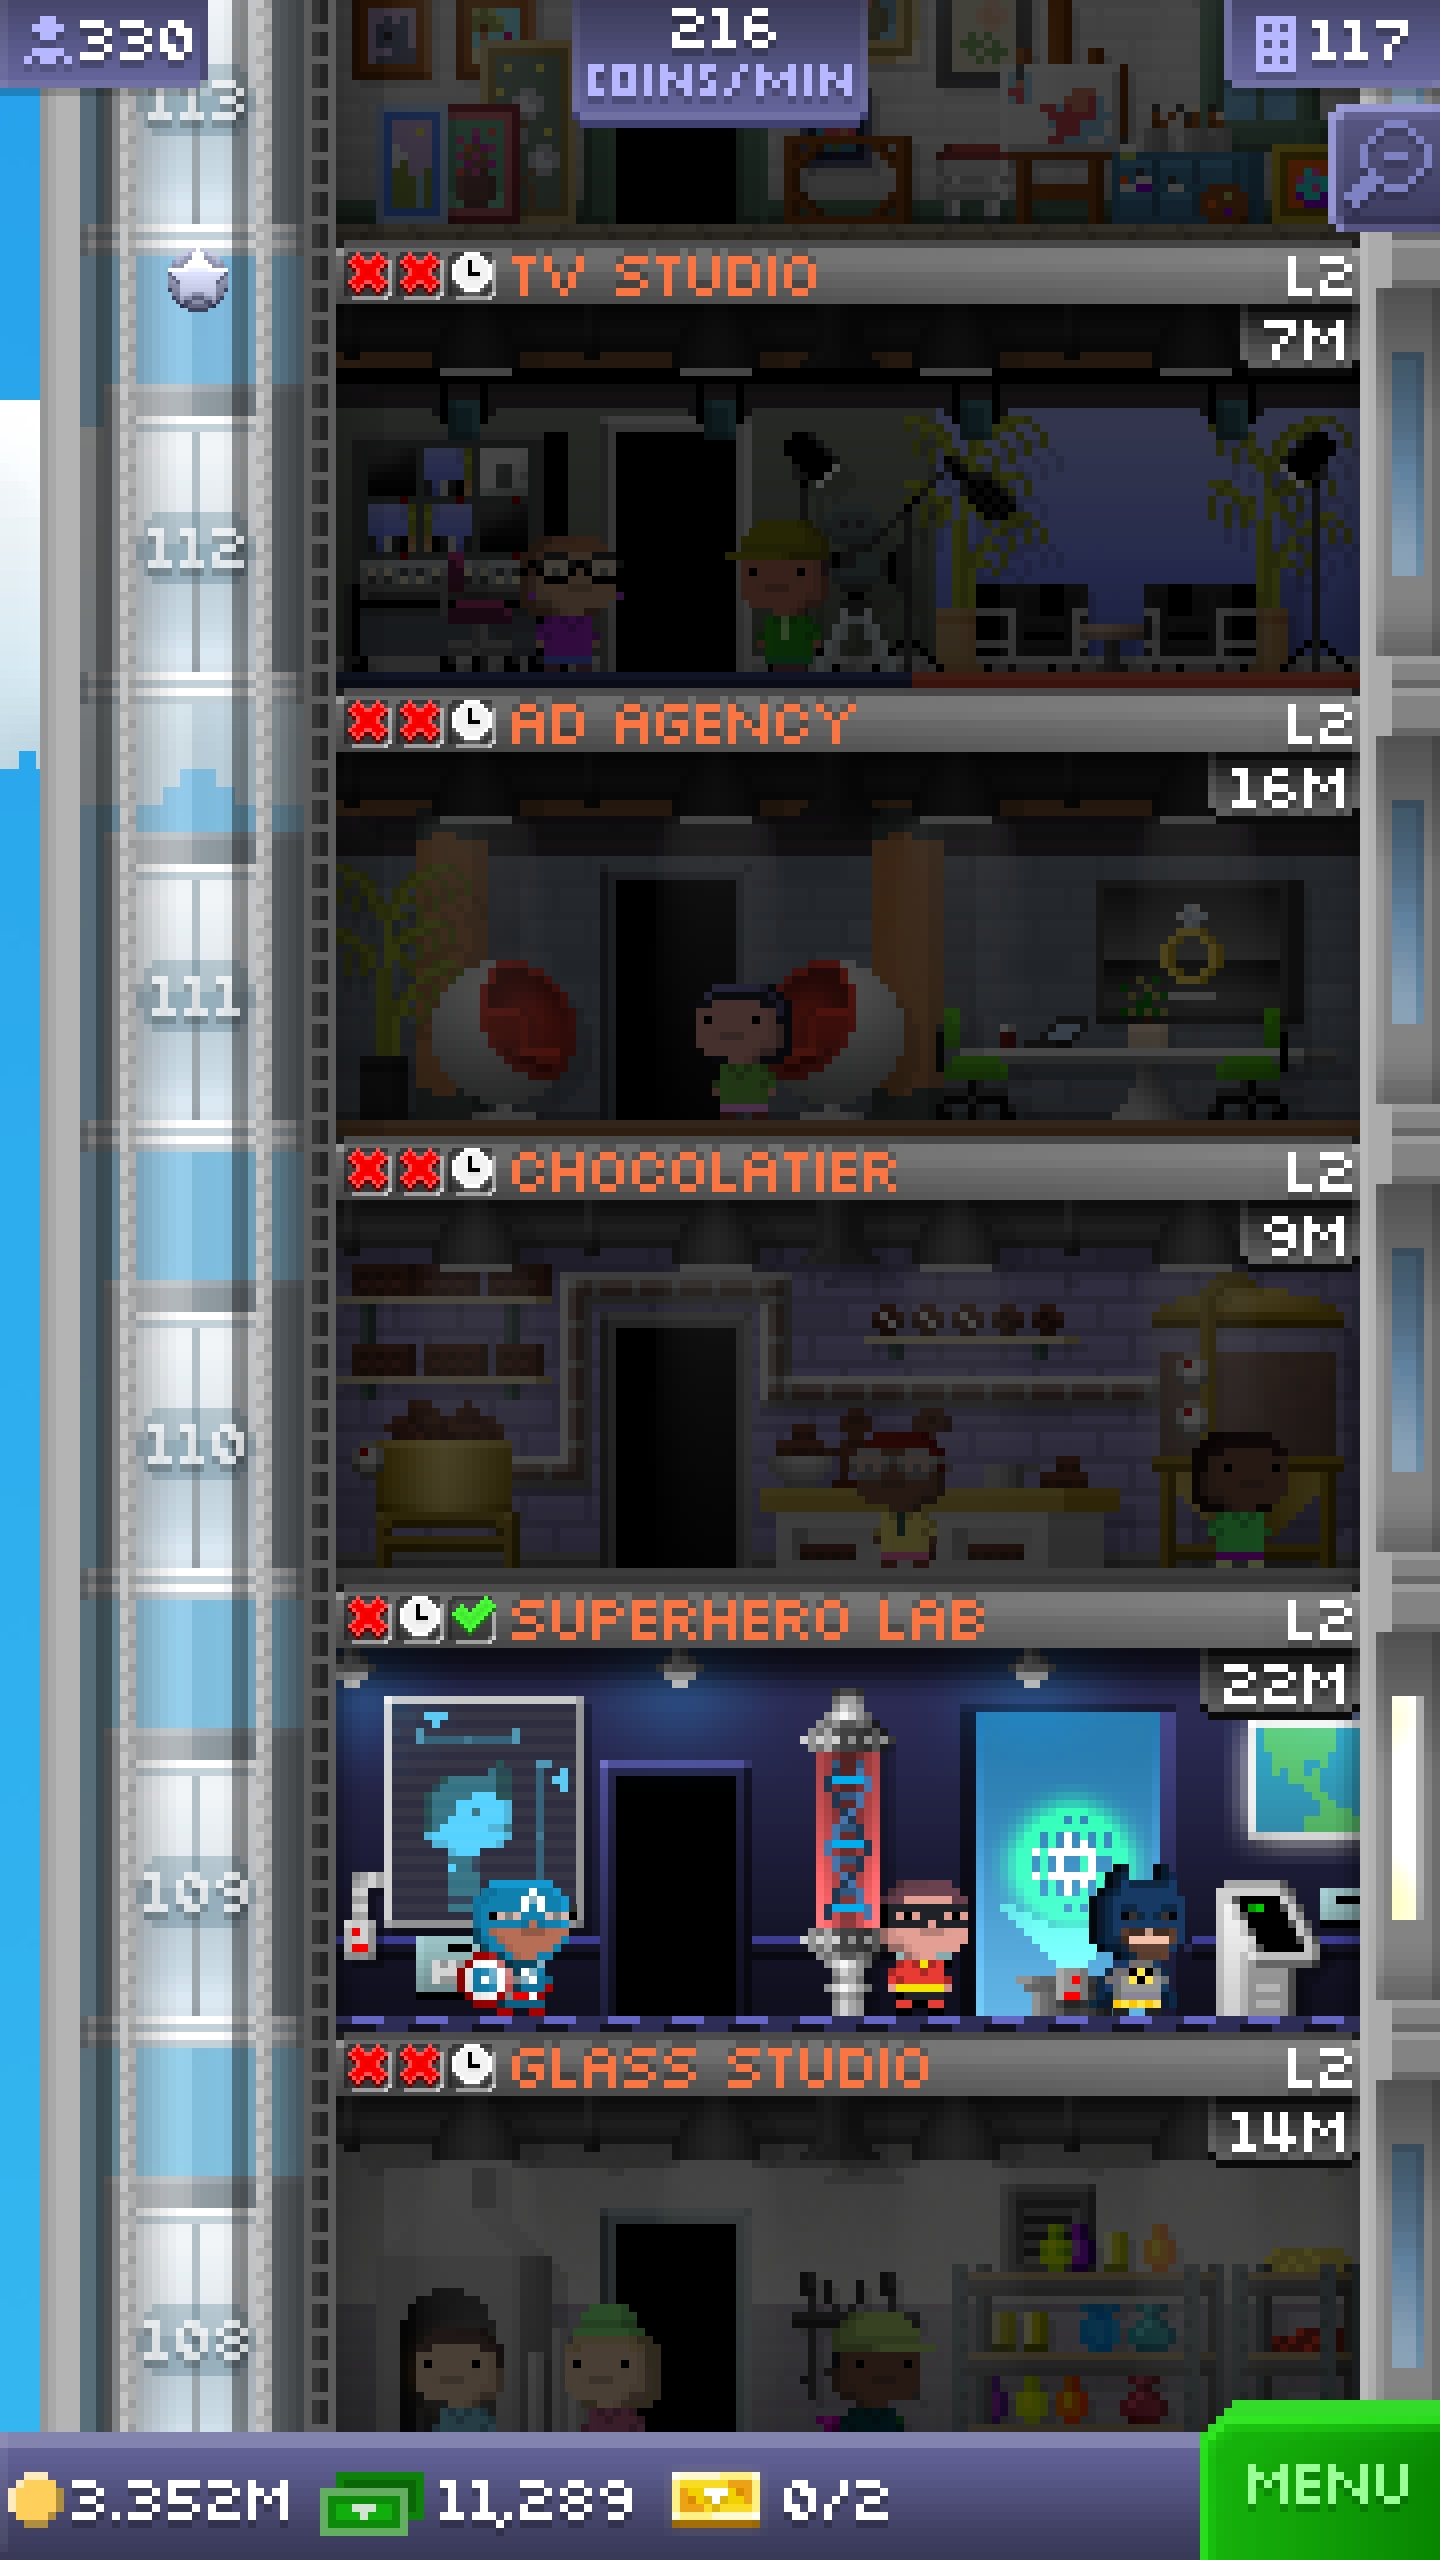 330
216
COINS/MIN
117
113
TV STUDIO L2
7M
112
AD AGENCY L2
16M
111
CHOCOLATIER L2
9M
110
SUPERHERO LAB L2
22M
109
GLASS STUDIO L2
14M
108
3.352M 11,289 0/2
MENU